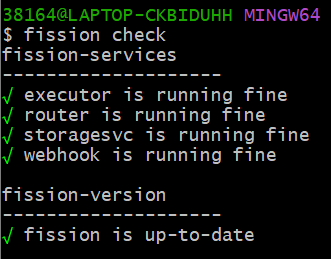 38164@LAPTOP-CKBIDUHH MINGW64
$ fission check
fission-services
--------------------
√ executor is running fine
√ router is running fine
√ storagesvc is running fine
√ webhook is running fine
fission-version
--------------------
√ fission is up-to-date